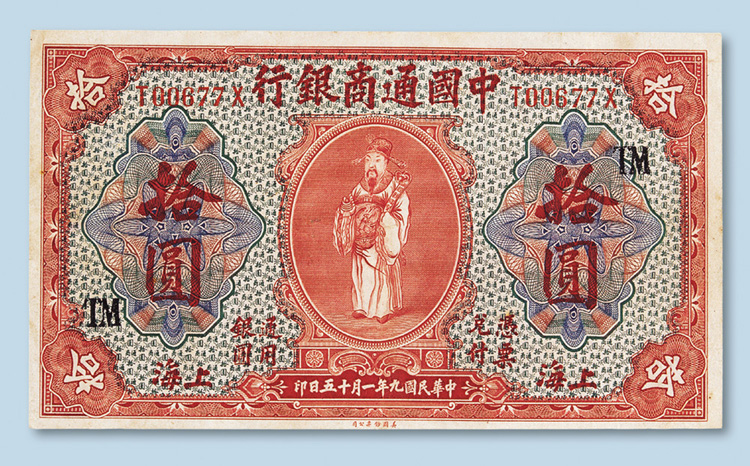 中國通商銀行
T00677X
T00677X
拾
拾
拾圓
拾圓
TM
TM
憑票
兌付
通用
銀圓
上海
上海
拾
拾
中華民國九年一月十五日印